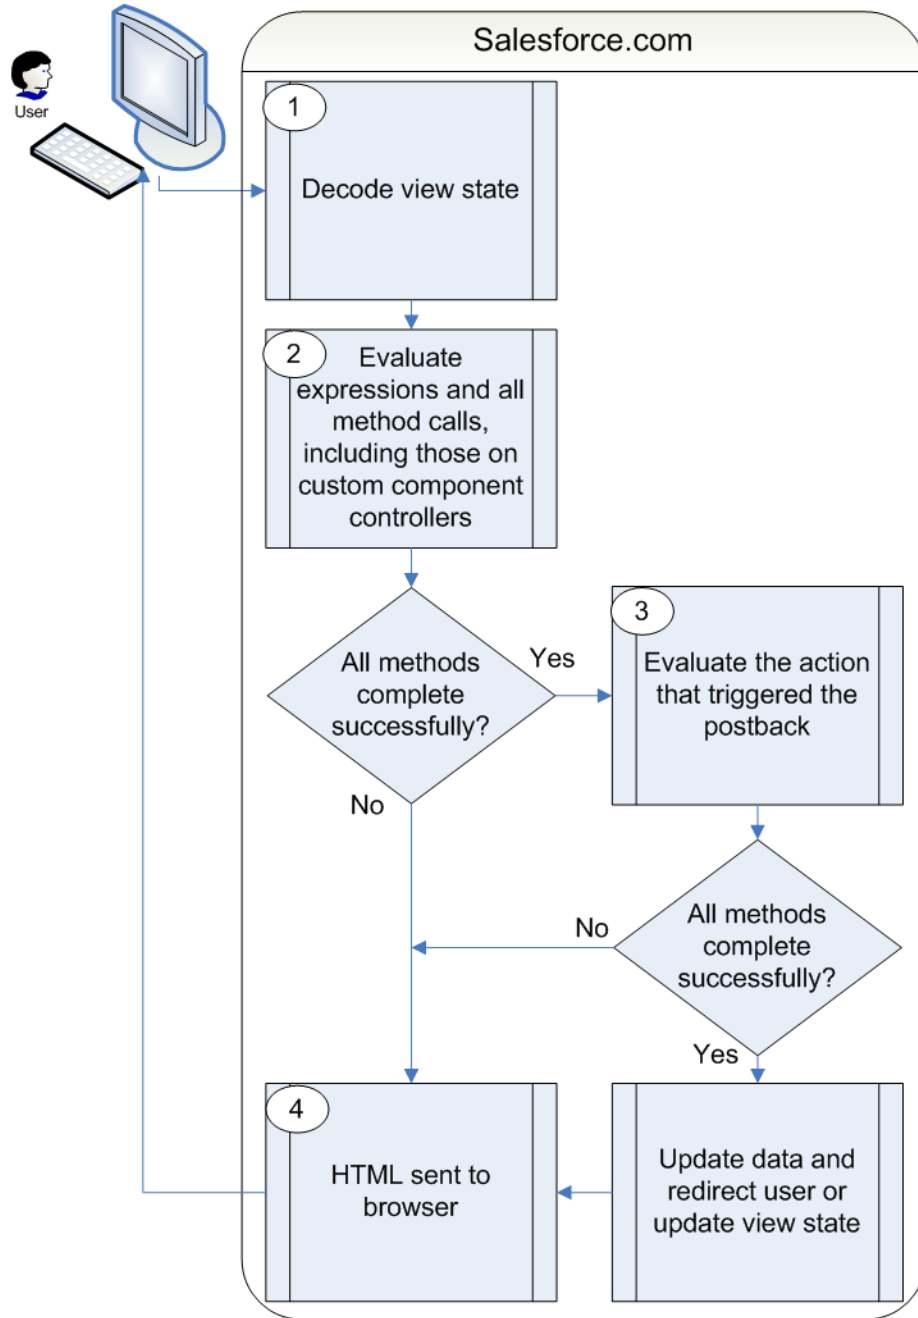 Salesforce.com
User
1
Decode view state
2
Evaluate
expressions and all
method calls,
including those on
custom component
controllers
All methods
complete
successfully?
Yes
No
3
Evaluate the action
that triggered the
postback
All methods
complete
successfully?
No
Yes
4
HTML sent to
browser
Update data and
redirect user or
update view state